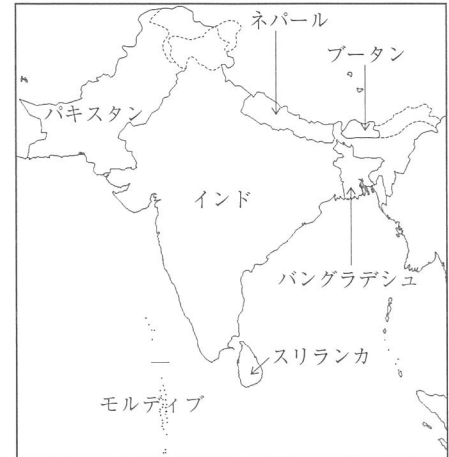 ネパール
ブータン
パキスタン
インド
バングラデシュ
スリランカ
モルディブ